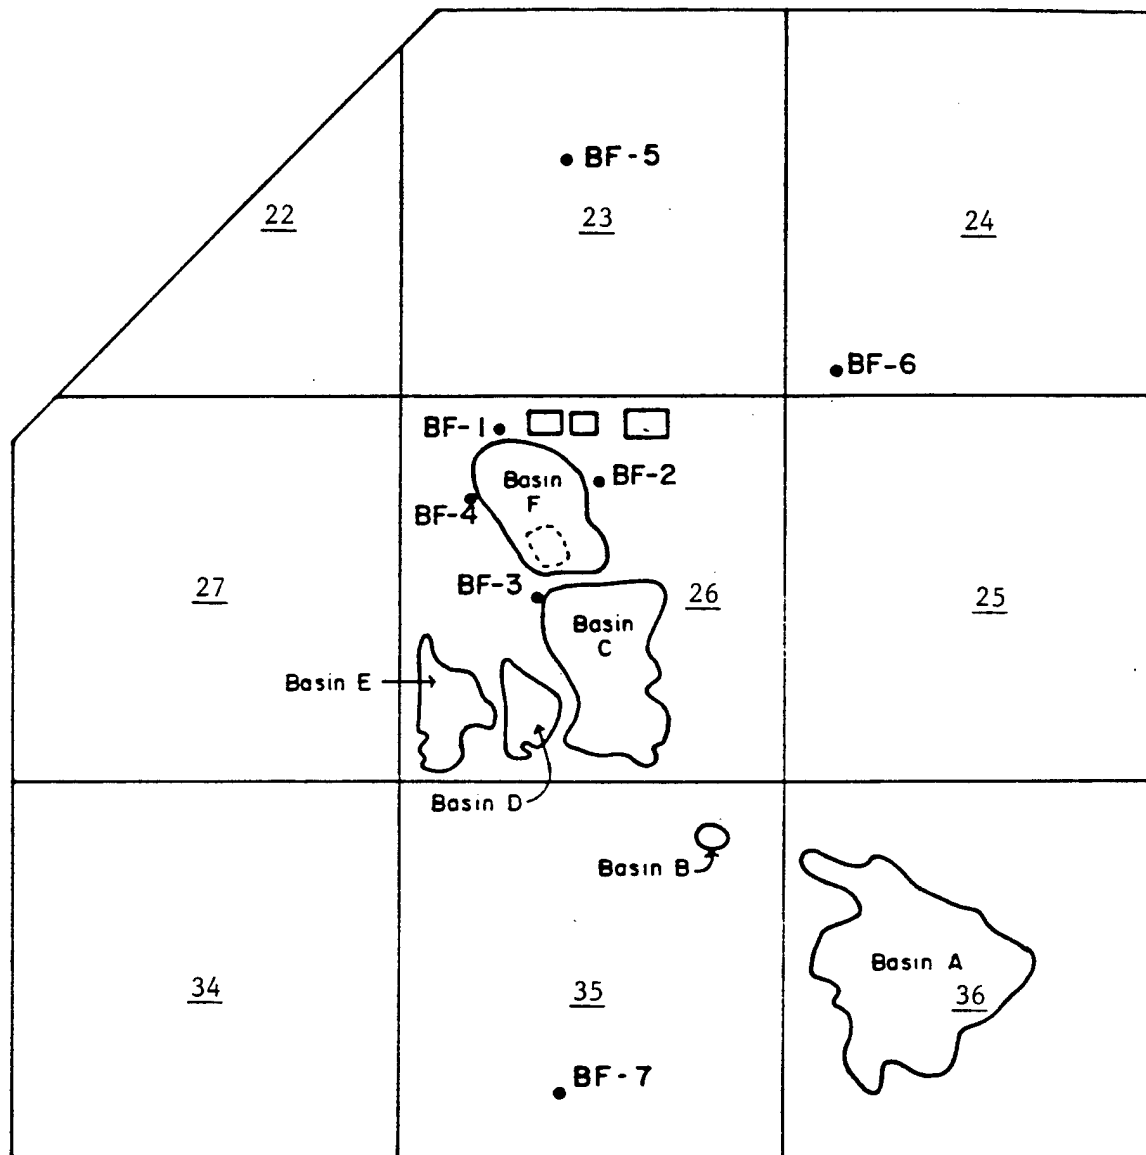 BF-5
22
23
24
BF-6
BF-1
BF-2
Basin
F
BF-4
BF-3
27
26
25
Basin
C
Basin E
Basin D
Basin B
Basin A
34
35
36
BF-7